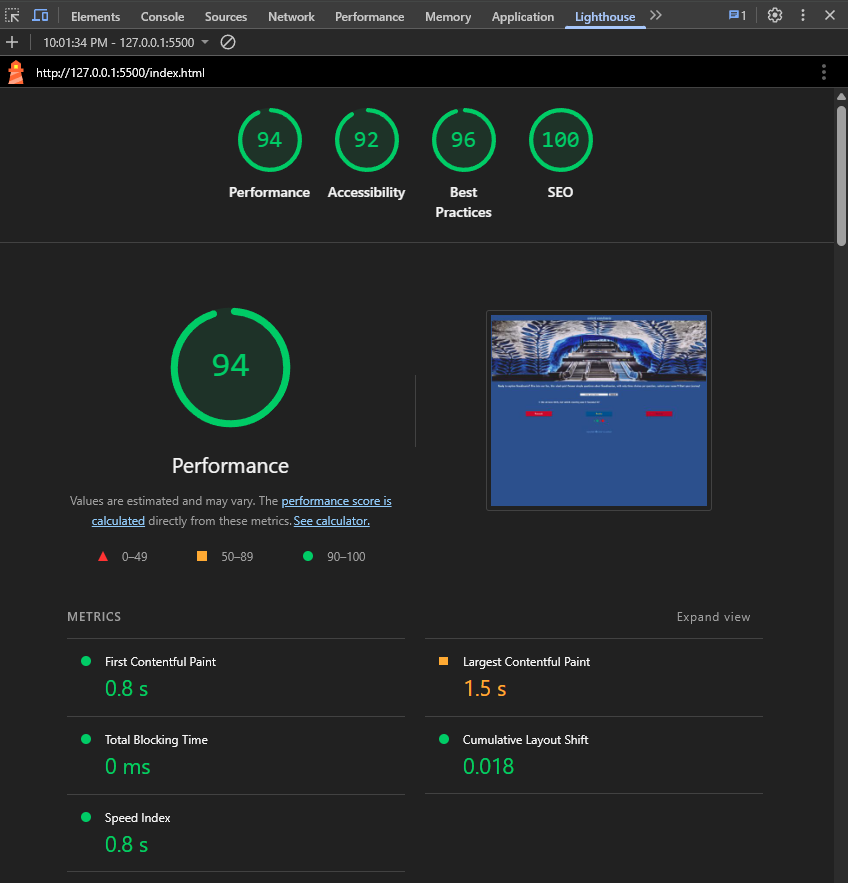 Elements Console Sources Network Performance Memory Application Lighthouse 1
10:01:34 PM - 127.0.0.1:5500
http://127.0.0.1:5500/index.html
94 92 96 100
Performance Accessibility Best Practices SEO
94
Performance
Values are estimated and may vary. The performance score is
calculated directly from these metrics. See calculator.
0–49 50–89 90–100
METRICS Expand view
First Contentful Paint
0.8 s
Largest Contentful Paint
1.5 s
Total Blocking Time
0 ms
Cumulative Layout Shift
0.018
Speed Index
0.8 s